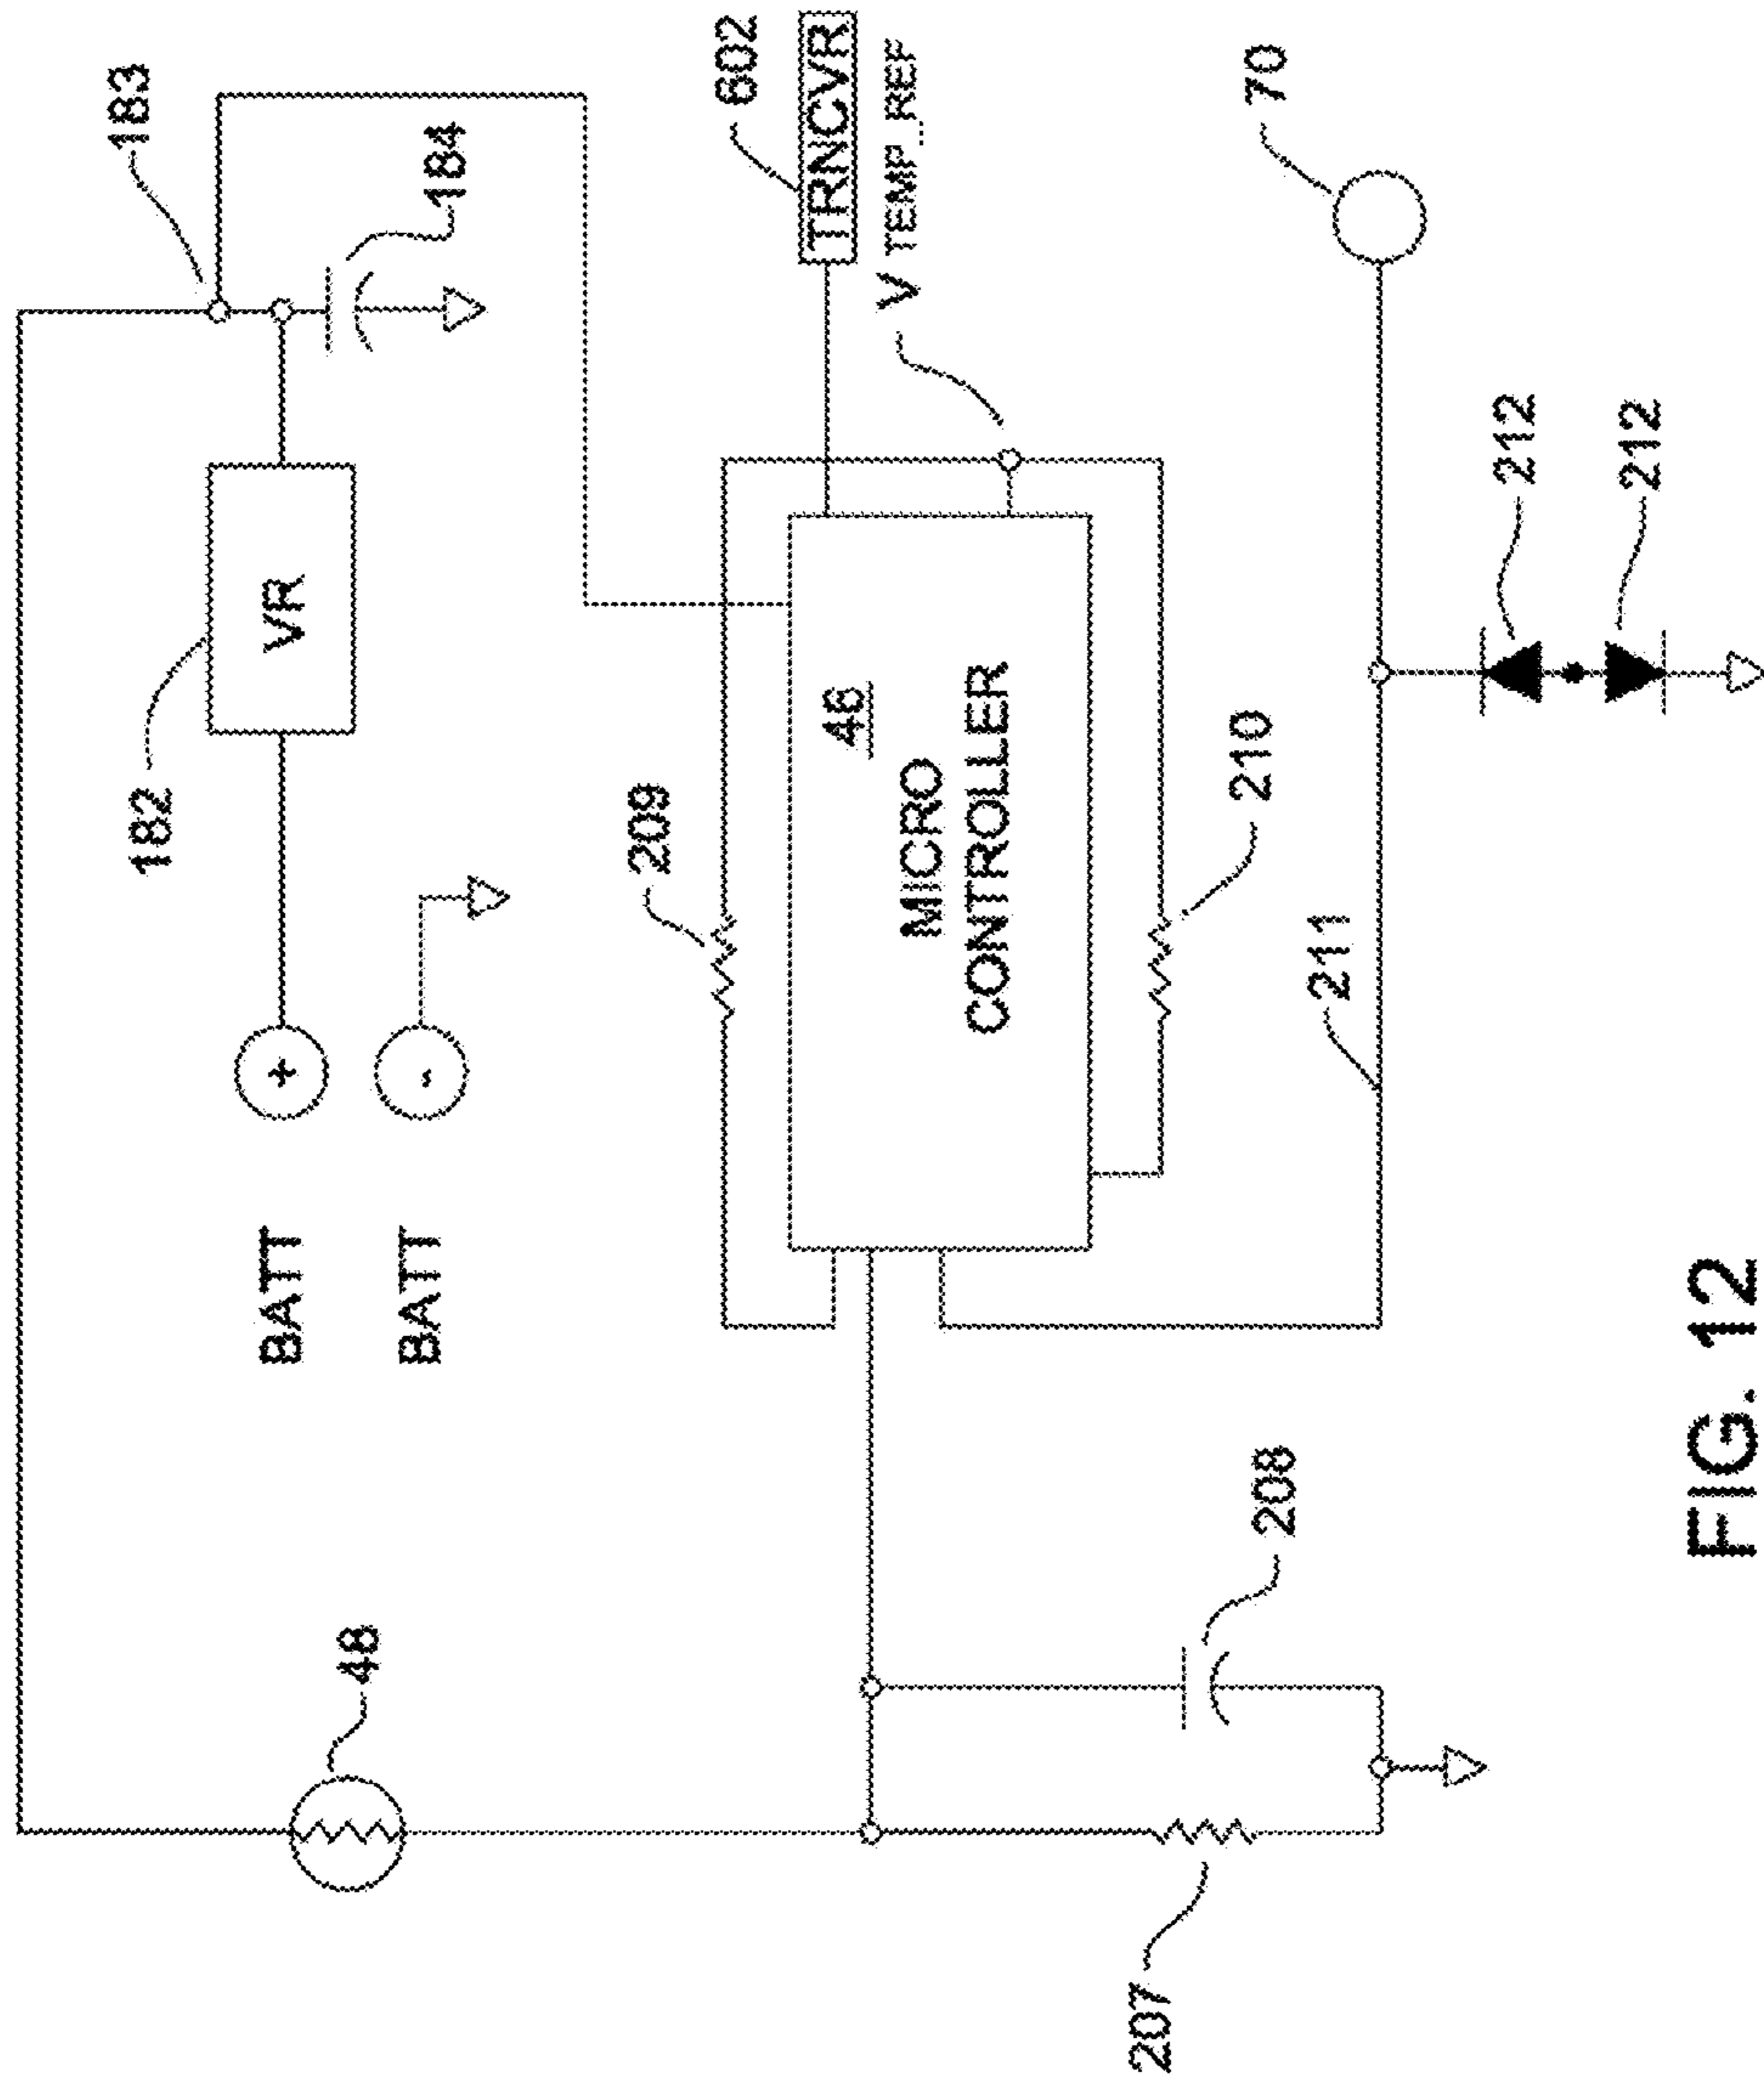 182
183
BATT
+
VR
48
BATT
-
184
209
602
TRNCVR
46
V TEMP_REF
MICRO
CONTROLLER
207
210
70
208
211
212
212
FIG. 12